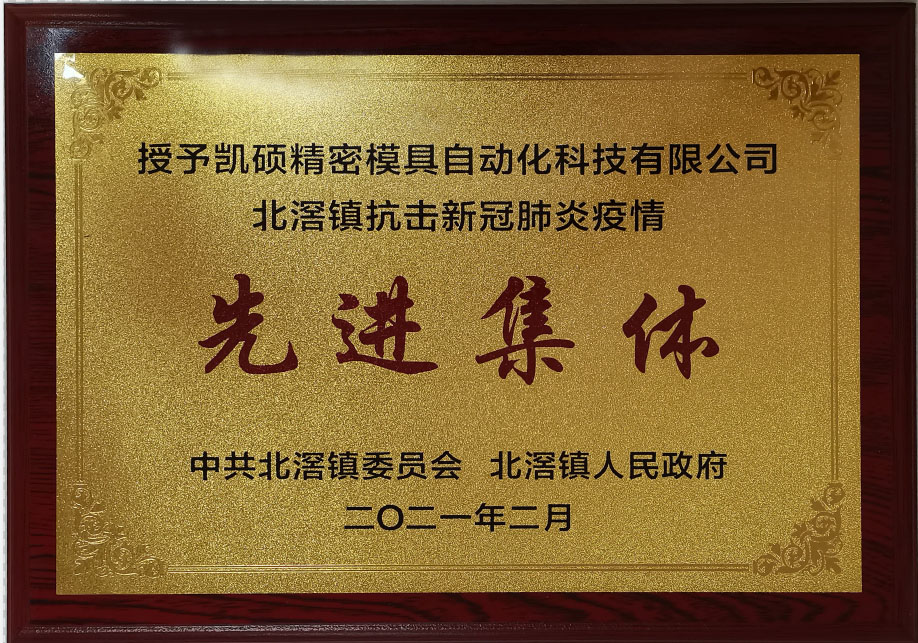 授予凯硕精密模具自动化科技有限公司
北滘镇抗击新冠肺炎疫情
先进集体
中共北滘镇委员会 北滘镇人民政府
二〇二一年二月